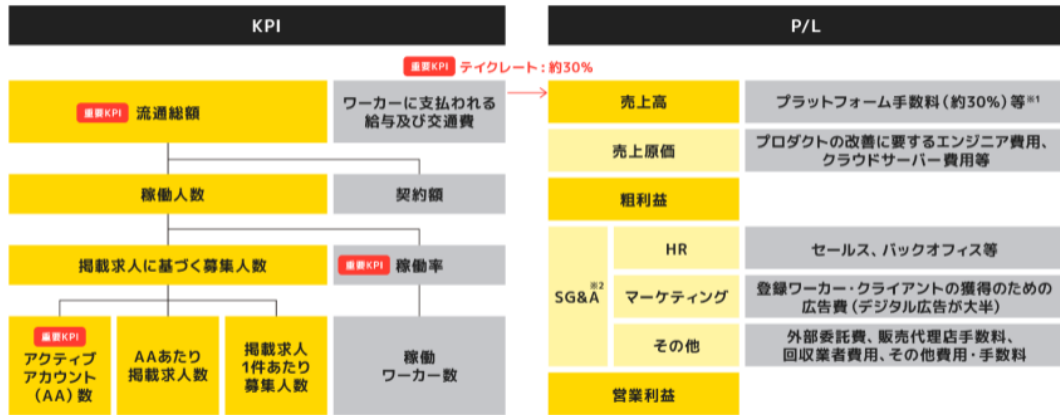 KPI
P/L
重要KPI テイクレート：約30%
重要KPI 流通総額
ワーカーに支払われる
給与及び交通費
売上高
プラットフォーム手数料（約30%）等※1
売上原価
プロダクトの改善に要するエンジニア費用、
クラウドサーバー費用等
稼働人数
契約額
粗利益
掲載求人に基づく募集人数
重要KPI 稼働率
SG&A※2
HR
セールス、バックオフィス等
マーケティング
登録ワーカー・クライアントの獲得のための
広告費（デジタル広告が大半）
その他
外部委託費、販売代理店手数料、
回収業者費用、その他費用・手数料
重要KPI
アクティブ
アカウント
（AA）数
AAあたり
掲載求人数
掲載求人
1件あたり
募集人数
稼働
ワーカー数
営業利益